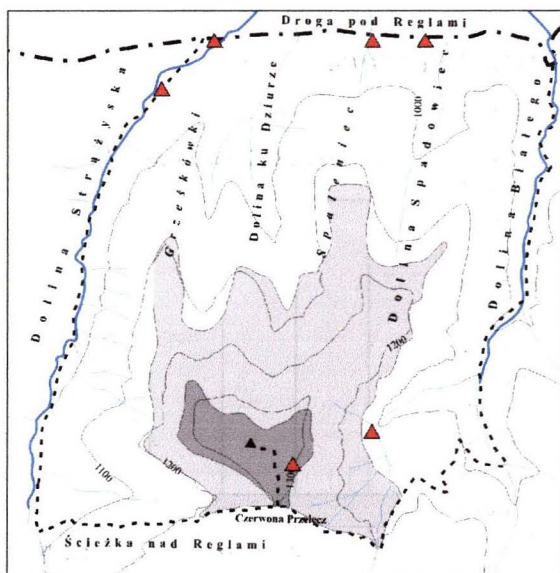 Droga pod Reglami
Dolina Strążyska
Grześkówki
Dolina ku Dziurze
Spaleniec
Dolina Spadowiec
Dolina Białego
1000
1200
1100
1200
1300
Czerwona Przełęcz
Ścieżka nad Reglami